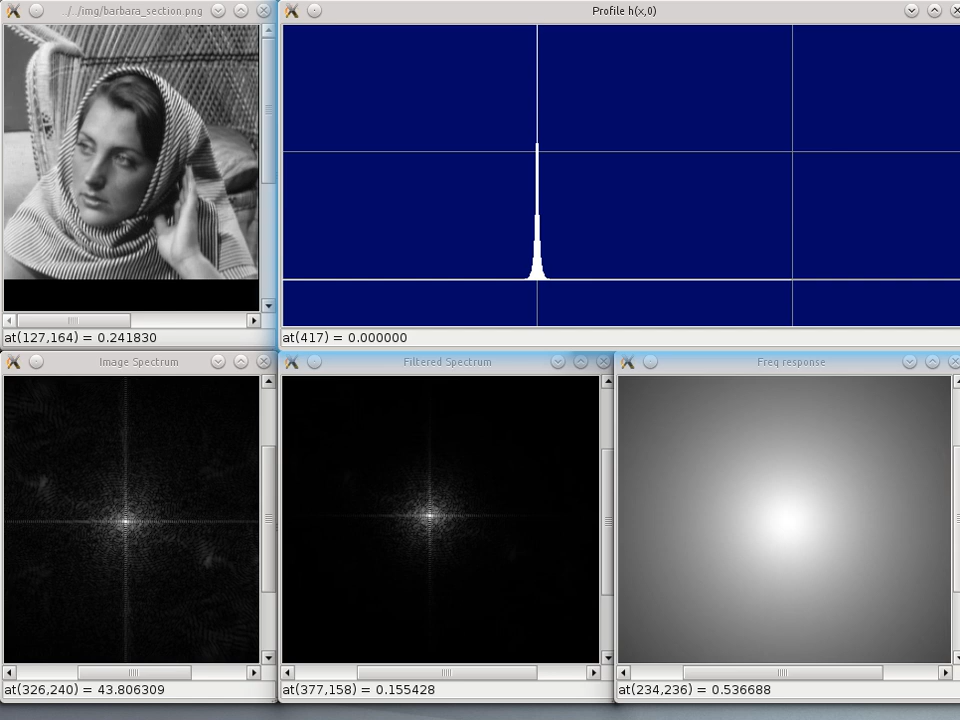 ../../img/barbara_section.png
Profile h(x,0)
at(127,164) = 0.241830
at(417) = 0.000000
Image Spectrum
Filtered Spectrum
Freq response
at(326,240) = 43.806309
at(377,158) = 0.155428
at(234,236) = 0.536688